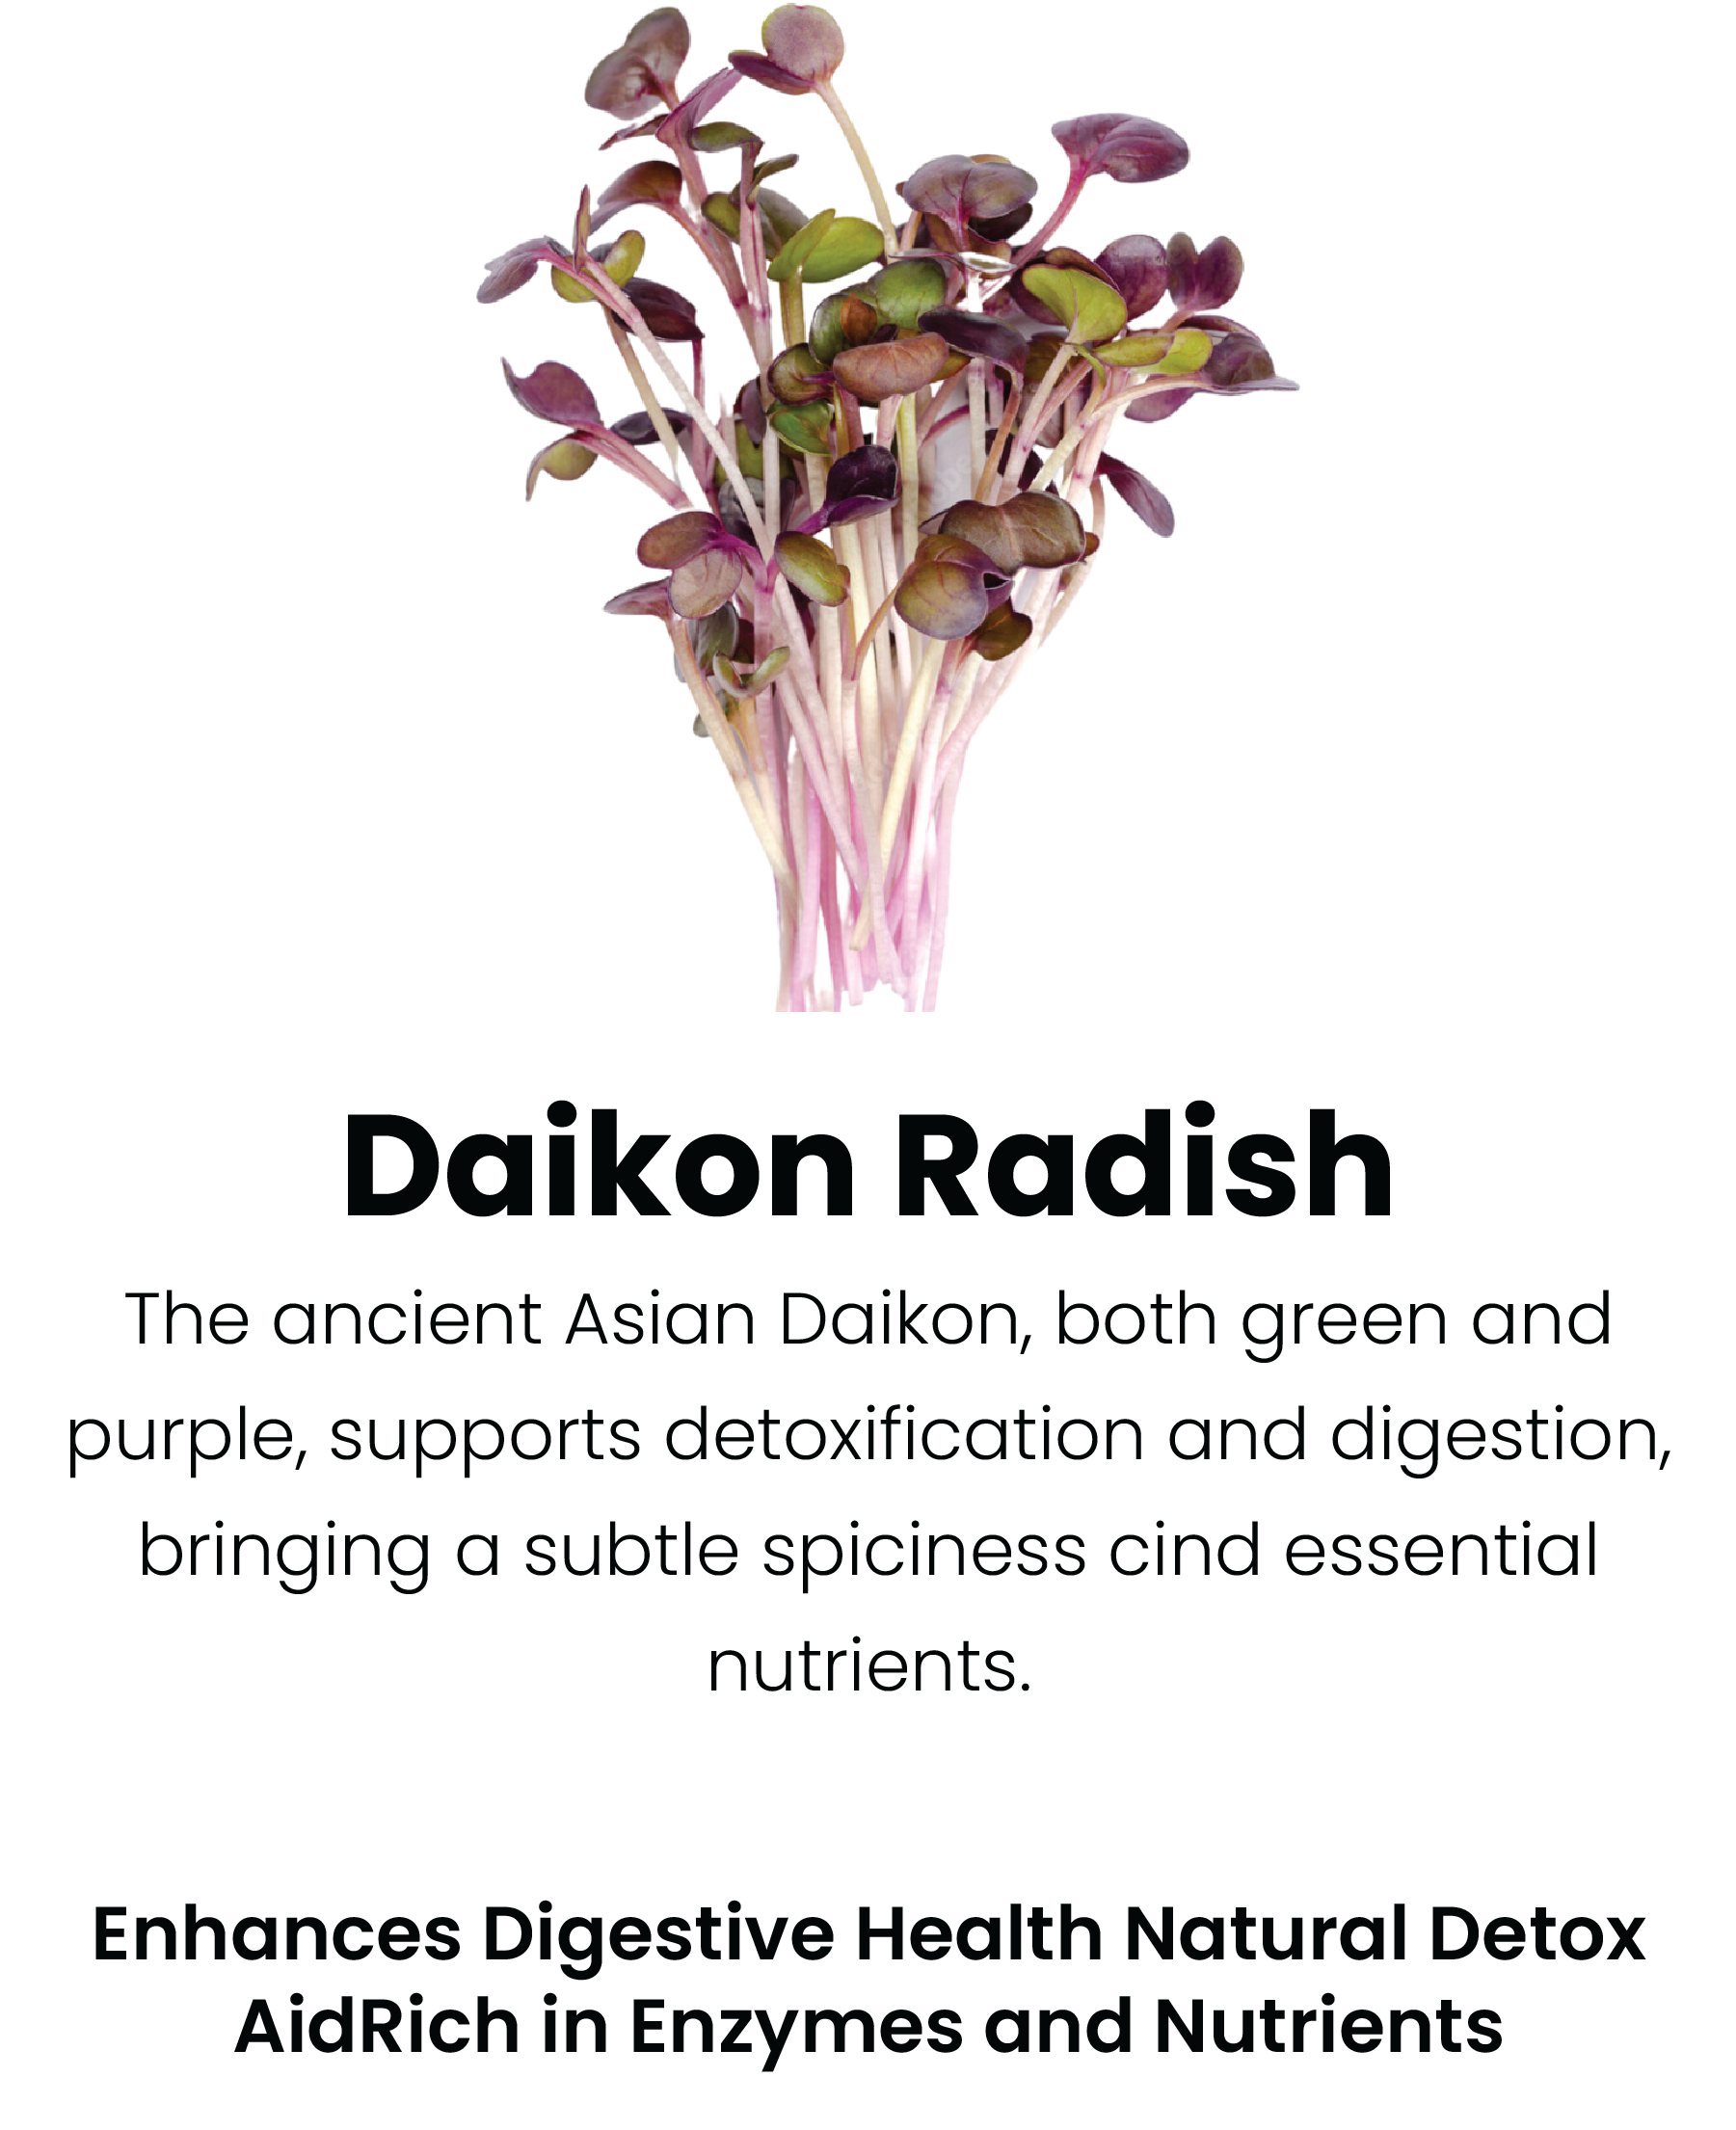 Daikon Radish
The ancient Asian Daikon, both green and
purple, supports detoxification and digestion,
bringing a subtle spiciness cind essential
nutrients.
Enhances Digestive Health Natural Detox
AidRich in Enzymes and Nutrients